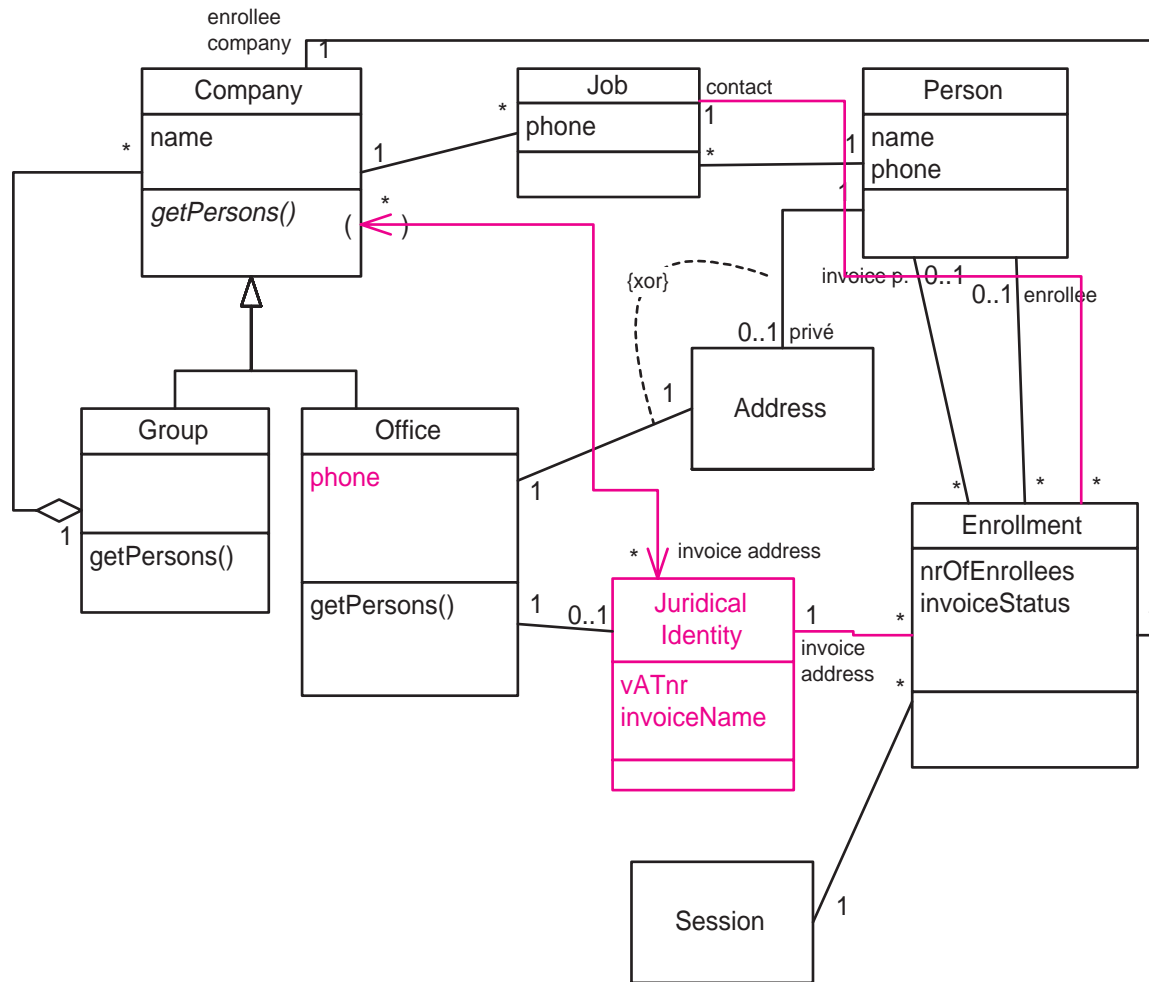 enrollee
company
1
Company
name
getPersons()
*
1
*
( * )
Job
phone
contact
1
*
1
Person
name
phone
1
{xor}
invoice p.
0..1
0..1
enrollee
0..1
privé
Address
1
1
Group
getPersons()
1
Office
phone
getPersons()
*
invoice address
1
0..1
Juridical
Identity
vATnr
invoiceName
1
*
invoice
address
*
*
*
*
Enrollment
nrOfEnrollees
invoiceStatus
Session
1